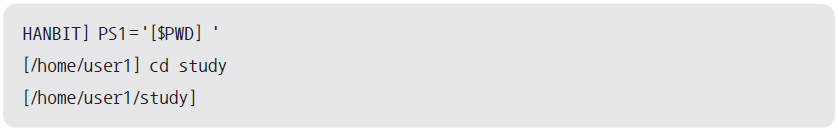 HANBIT] PS1='[$PWD] '
[/home/user1] cd study
[/home/user1/study]